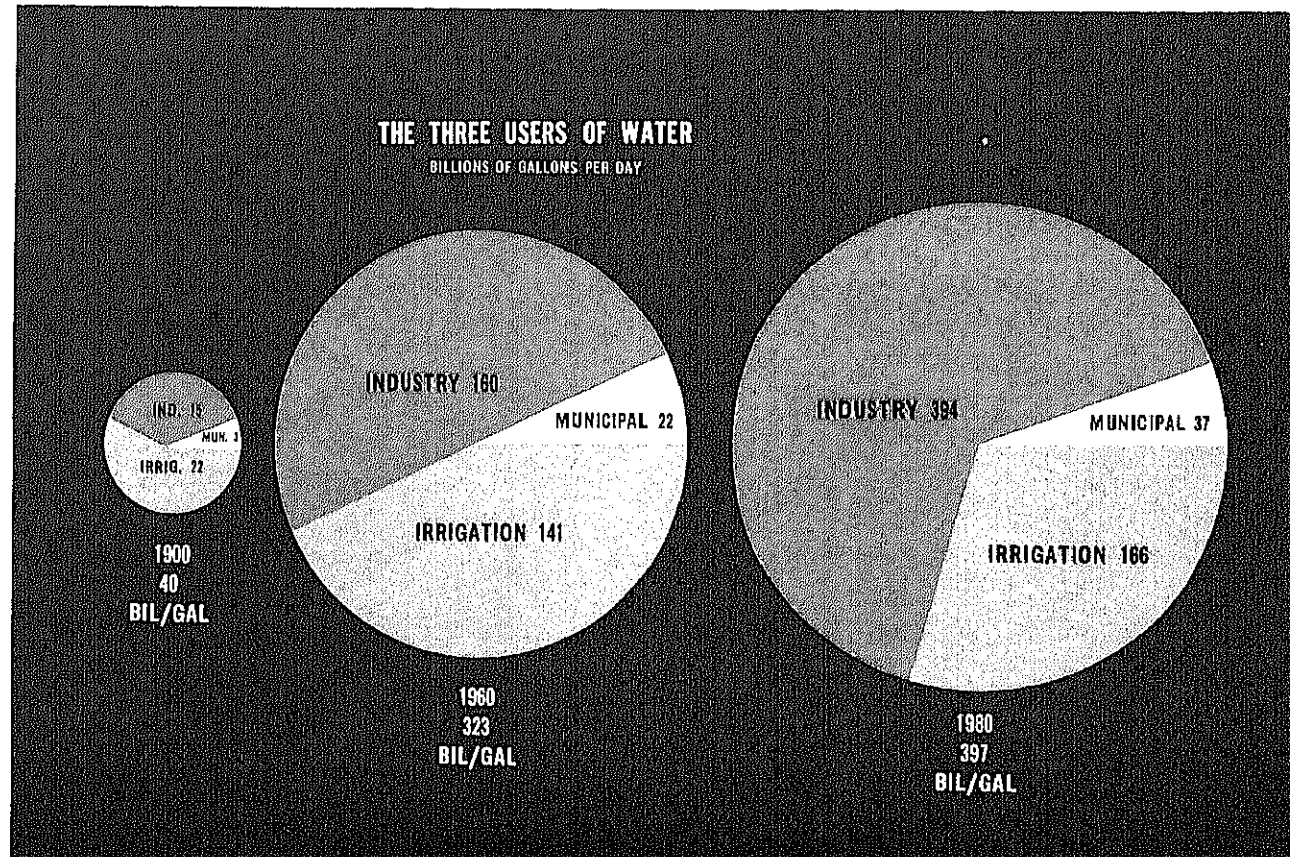 THE THREE USERS OF WATER
BILLIONS OF GALLONS PER DAY
IND. 15
MUN. 3
IRRIG. 22
1900
40
BIL/GAL
INDUSTRY 160
MUNICIPAL 22
IRRIGATION 141
1960
323
BIL/GAL
INDUSTRY 394
MUNICIPAL 37
IRRIGATION 166
1980
397
BIL/GAL